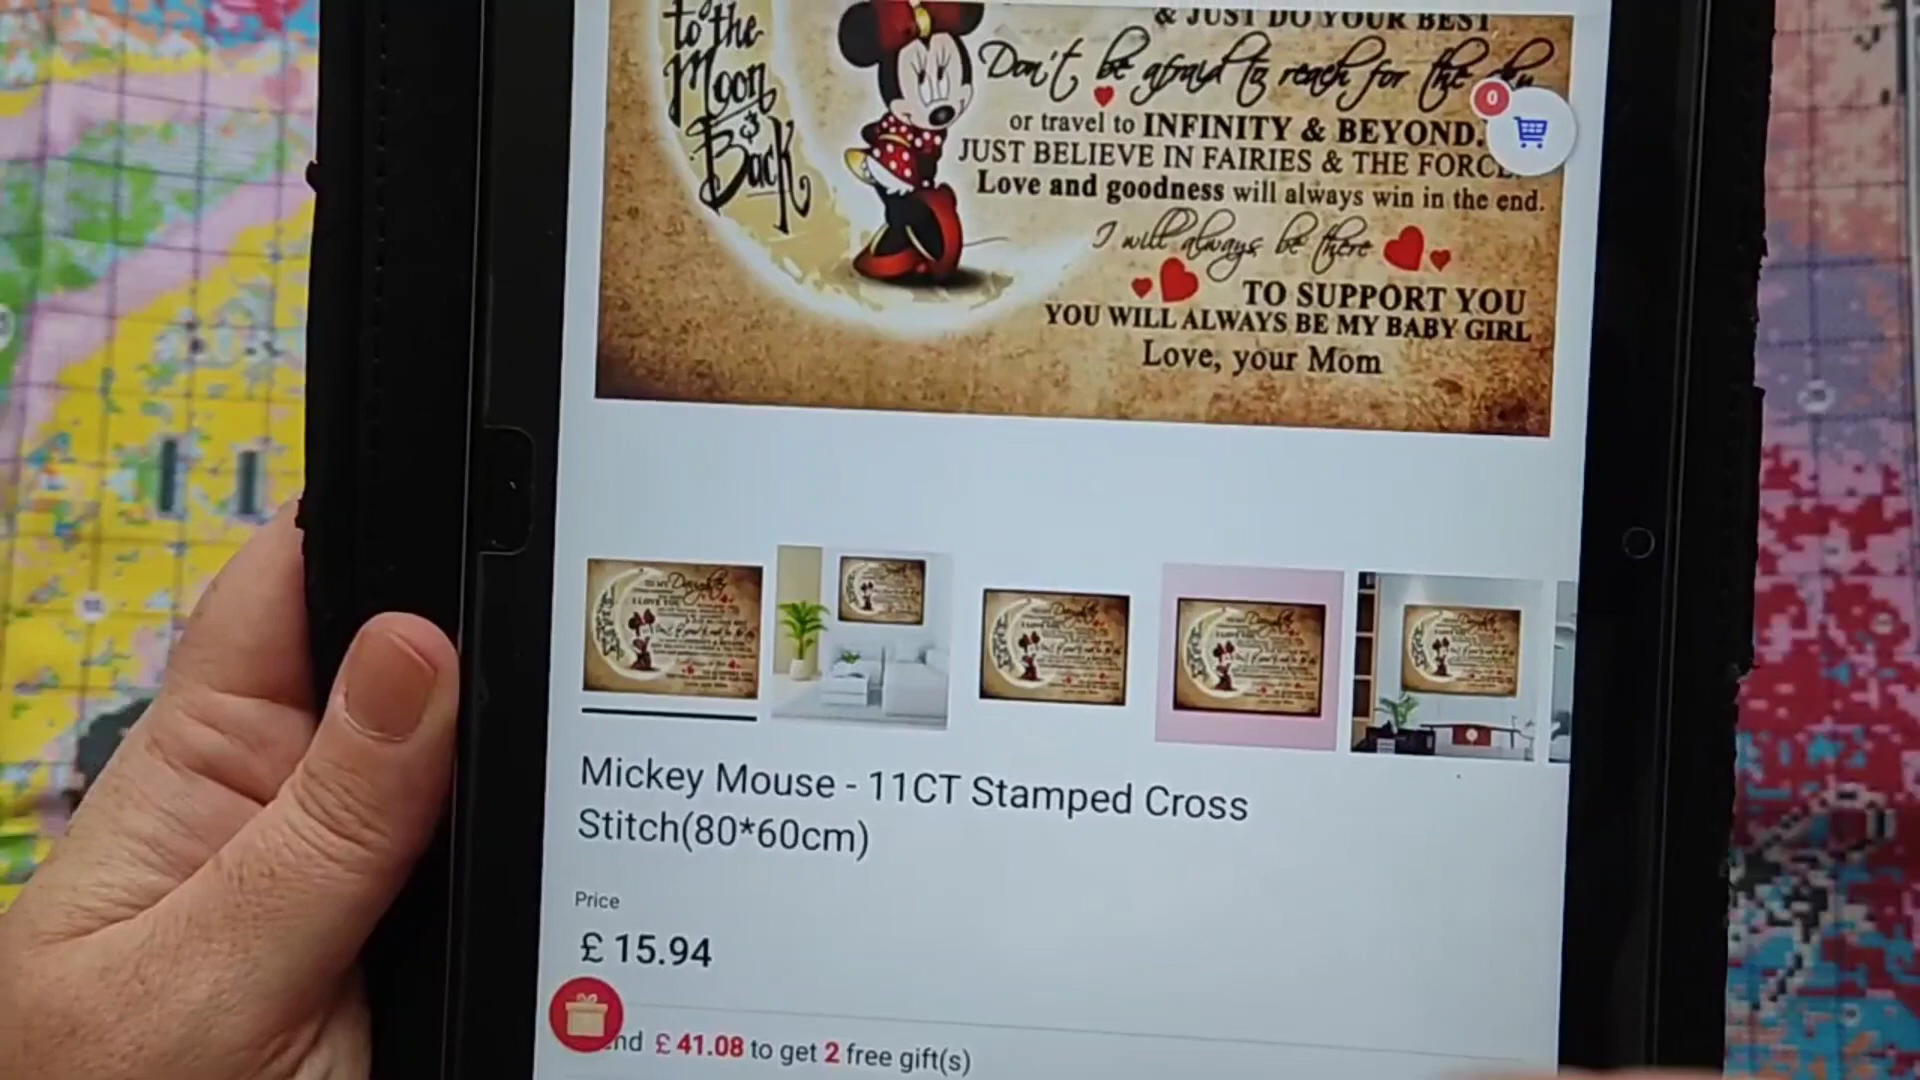 to the
Moon
&
Back
& JUST DO YOUR BEST
Don't be afraid to reach for the sky
0
or travel to INFINITY & BEYOND.
JUST BELIEVE IN FAIRIES & THE FORC
Love and goodness will always win in the end.
I will always be there
TO SUPPORT YOU
YOU WILL ALWAYS BE MY BABY GIRL
Love, your Mom
Mickey Mouse - 11CT Stamped Cross
Stitch(80*60cm)
Price
£ 15.94
nd £ 41.08 to get 2 free gift(s)